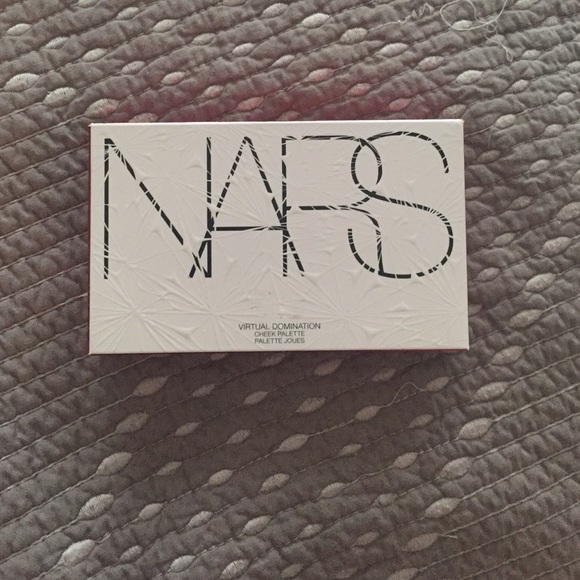 NARS
VIRTUAL DOMINATION
CHEEK PALETTE
PALETTE JOUES